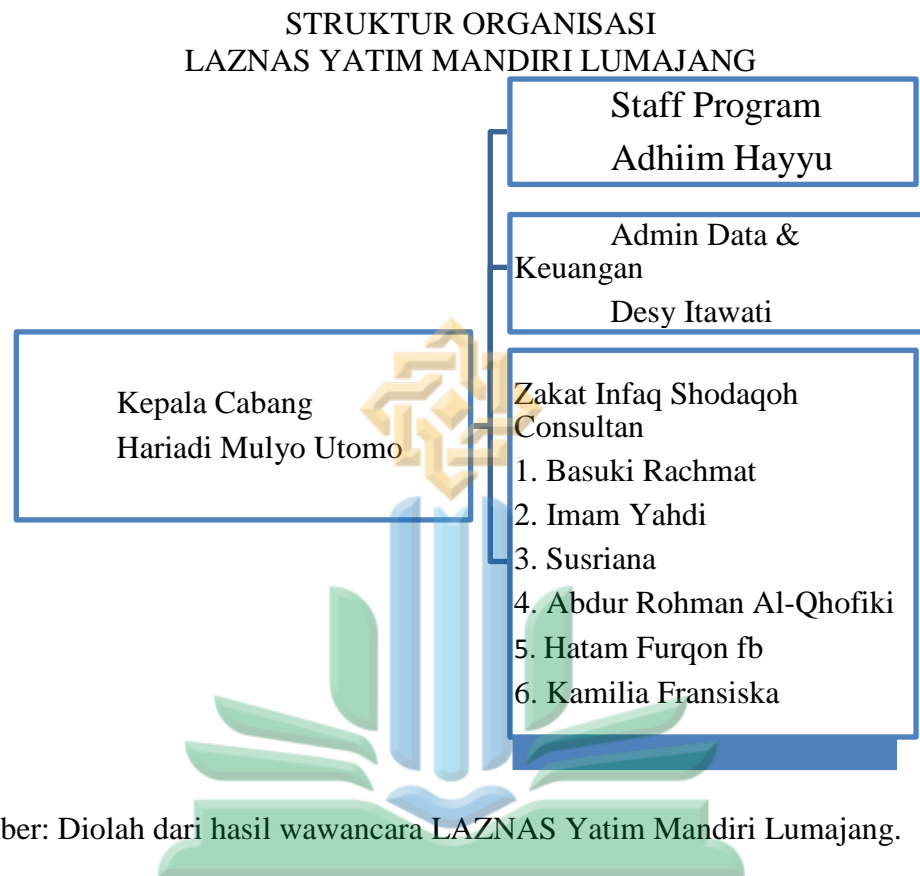 STRUKTUR ORGANISASI
LAZNAS YATIM MANDIRI LUMAJANG
Staff Program
Adhiim Hayyu
Admin Data &
Keuangan
Desy Itawati
Kepala Cabang
Hariadi Mulyo Utomo
Zakat Infaq Shodaqoh
Consultan
1. Basuki Rachmat
2. Imam Yahdi
3. Susriana
4. Abdur Rohman Al-Qhofiki
5. Hatam Furqon fb
6. Kamilia Fransiska
ber: Diolah dari hasil wawancara LAZNAS Yatim Mandiri Lumajang.